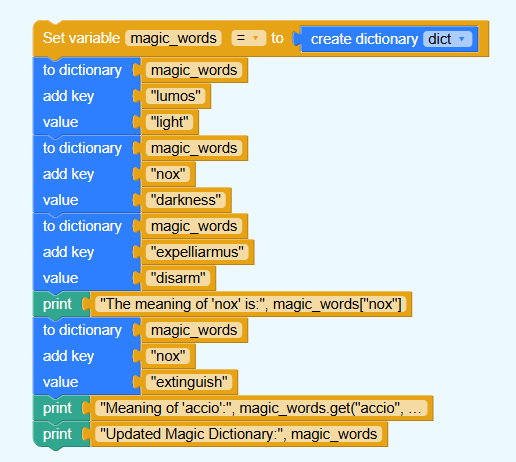 Set variable magic_words = to create dictionary dict
to dictionary magic_words
add key "lumos"
value "light"
to dictionary magic_words
add key "nox"
value "darkness"
to dictionary magic_words
add key "expelliarmus"
value "disarm"
print "The meaning of 'nox' is:", magic_words["nox"]
to dictionary magic_words
add key "nox"
value "extinguish"
print "Meaning of 'accio':", magic_words.get("accio", ...
print "Updated Magic Dictionary:", magic_words